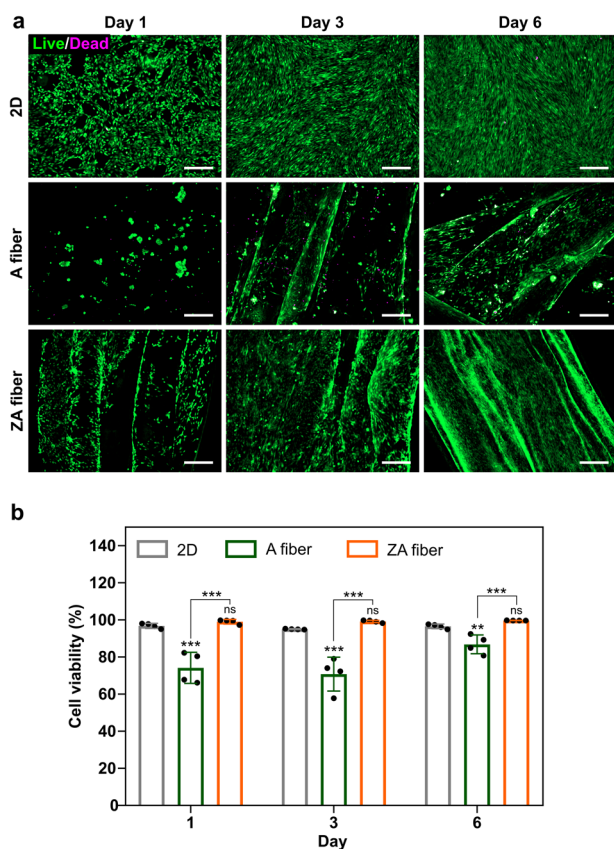 a
Day 1 Day 3 Day 6
Live/Dead
2D
A fiber
ZA fiber
b
2D A fiber ZA fiber
Cell viability (%)
140
120
100
80
60
40
20
0
*** ns ***
*** ns ***
** ns ***
1 3 6
Day